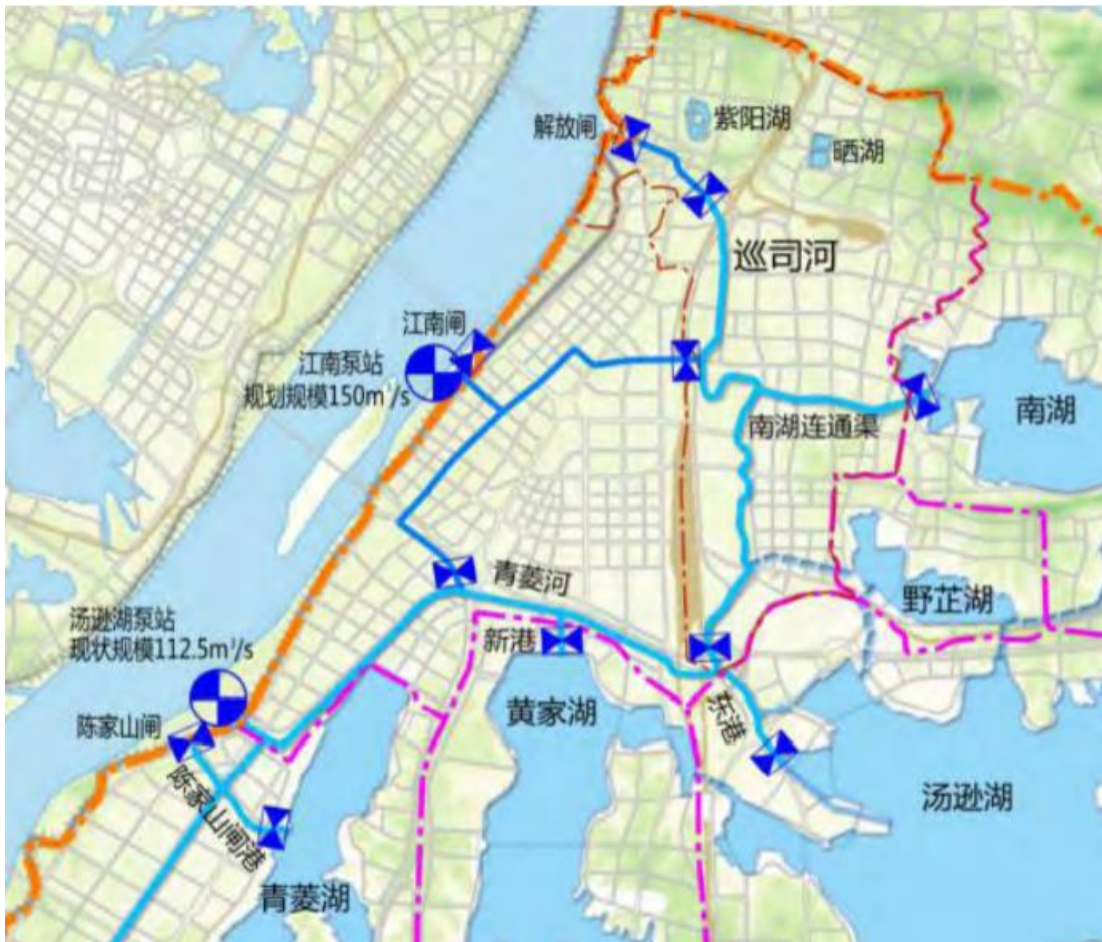 解放闸
紫阳湖
晒湖
巡司河
江南闸
江南泵站
规划规模150m³/s
南湖
南湖连通渠
青菱河
野芷湖
汤逊湖泵站
现状规模112.5m³/s
新港
黄家湖
东港
陈家山闸
汤逊湖
陈家山闸港
青菱湖